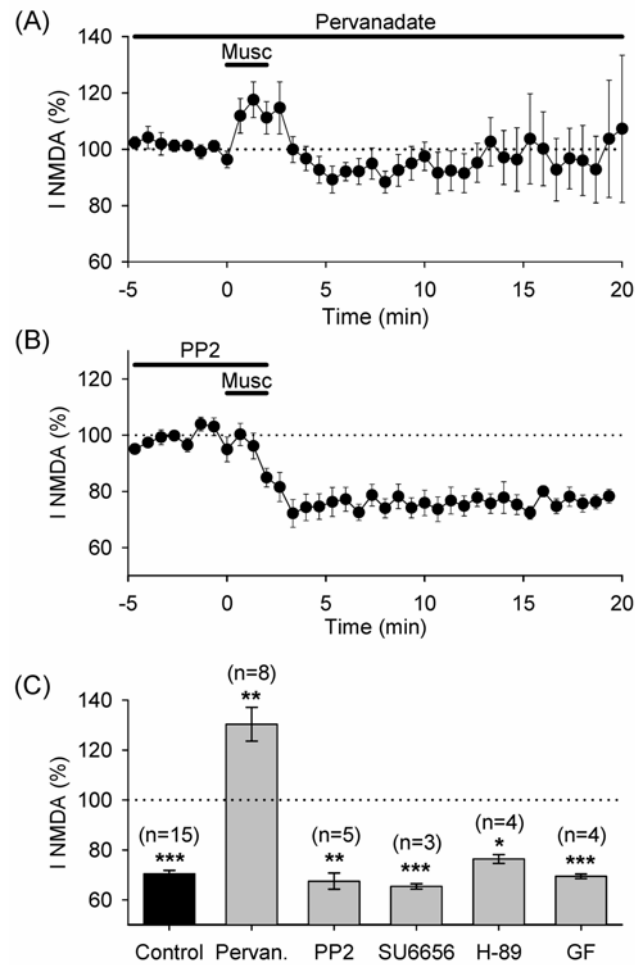 (A)
Pervanadate
Musc
I NMDA (%)
140
120
100
80
60
-5 0 5 10 15 20
Time (min)
(B)
PP2
Musc
I NMDA (%)
120
100
80
60
-5 0 5 10 15 20
Time (min)
(C)
I NMDA (%)
140
120
100
80
60
(n=15)
***
(n=8)
**
(n=5)
**
(n=3)
***
(n=4)
*
(n=4)
***
Control Pervan. PP2 SU6656 H-89 GF